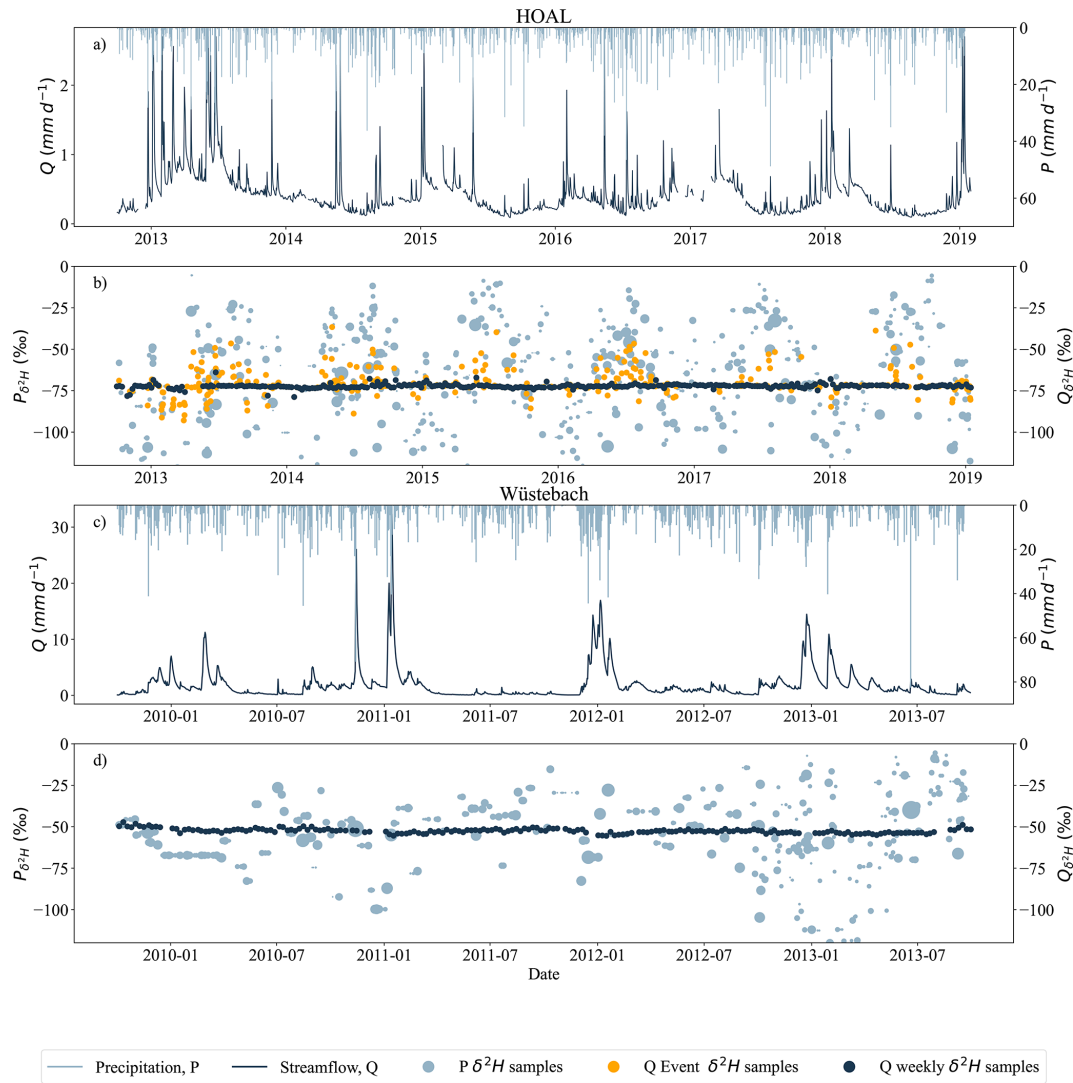 HOAL
a)
Q (mm d⁻¹)
2
1
0
0
20
40
60
P (mm d⁻¹)
2013 2014 2015 2016 2017 2018 2019
b)
P δ²H (‰)
0
−25
−50
−75
−100
0
−25
−50
−75
−100
Q δ²H (‰)
2013 2014 2015 2016 2017 2018 2019
Wüstebach
c)
Q (mm d⁻¹)
30
20
10
0
0
20
40
60
80
P (mm d⁻¹)
2010-01 2010-07 2011-01 2011-07 2012-01 2012-07 2013-01 2013-07
d)
P δ²H (‰)
0
−25
−50
−75
−100
0
−25
−50
−75
−100
Q δ²H (‰)
2010-01 2010-07 2011-01 2011-07 2012-01 2012-07 2013-01 2013-07
Date
Precipitation, P Streamflow, Q P δ²H samples Q Event δ²H samples Q weekly δ²H samples